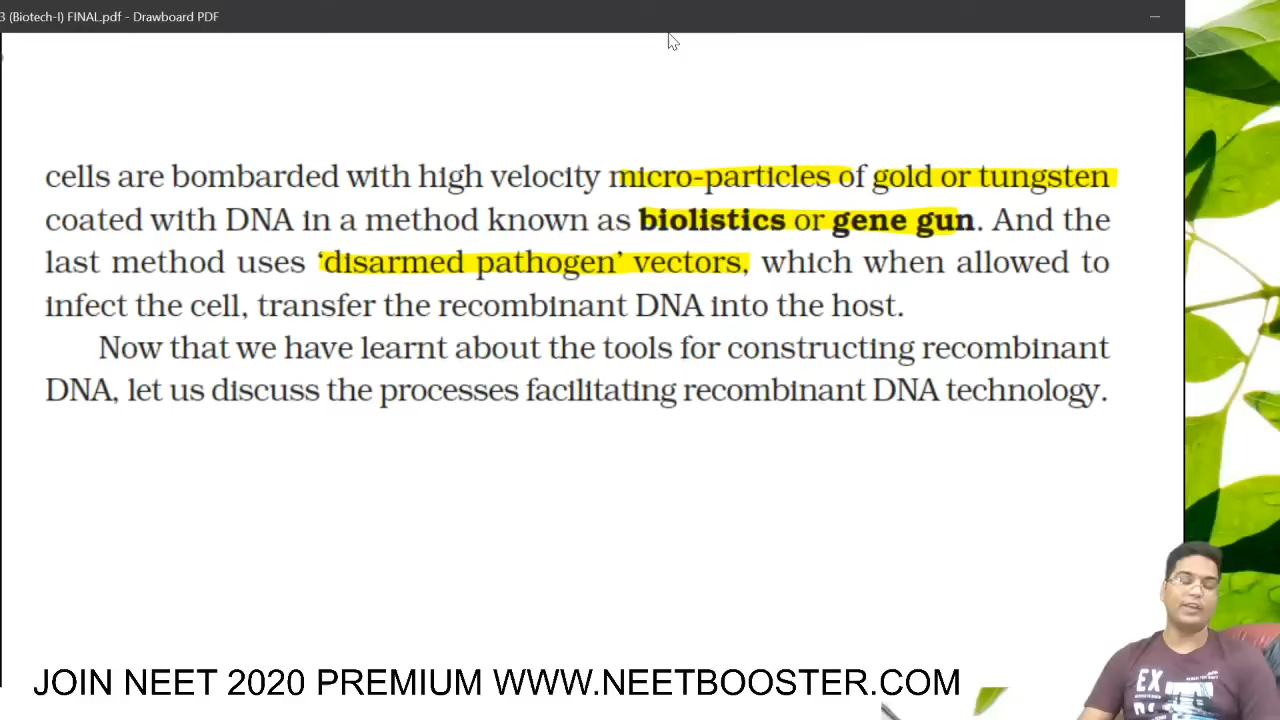 3 (Biotech-I) FINAL.pdf - Drawboard PDF
cells are bombarded with high velocity micro-particles of gold or tungsten
coated with DNA in a method known as biolistics or gene gun. And the
last method uses ‘disarmed pathogen’ vectors, which when allowed to
infect the cell, transfer the recombinant DNA into the host.
Now that we have learnt about the tools for constructing recombinant
DNA, let us discuss the processes facilitating recombinant DNA technology.
EX
JOIN NEET 2020 PREMIUM WWW.NEETBOOSTER.COM